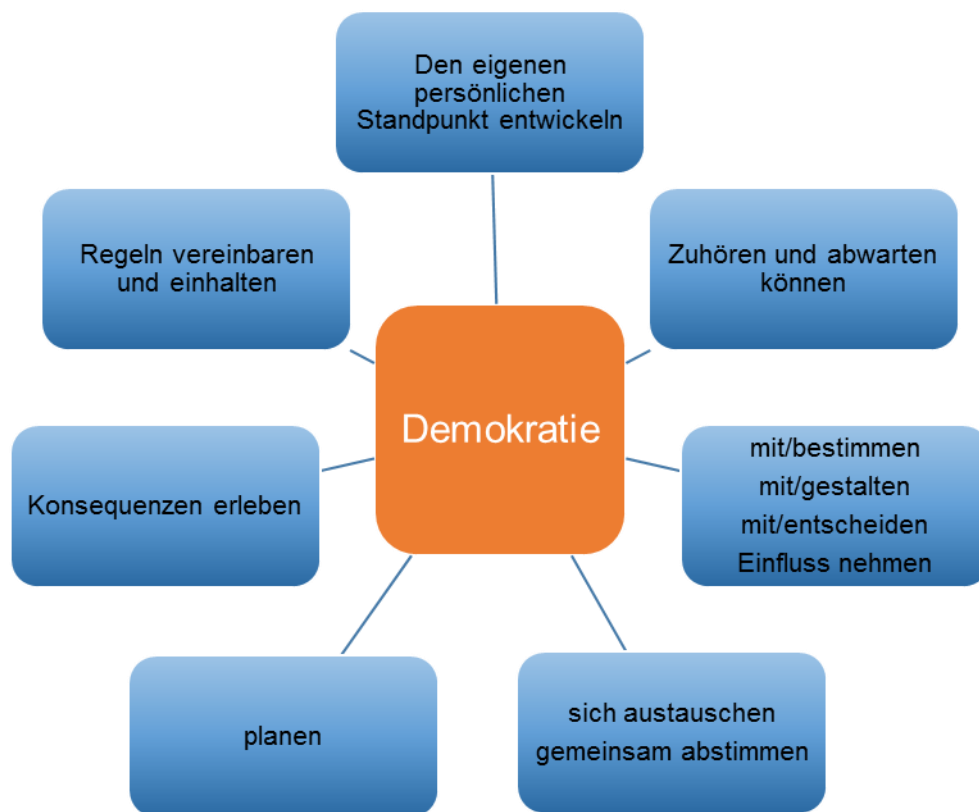 Den eigenen
persönlichen
Standpunkt entwickeln
Regeln vereinbaren
und einhalten
Zuhören und abwarten
können
Demokratie
Konsequenzen erleben
mit/bestimmen
mit/gestalten
mit/entscheiden
Einfluss nehmen
planen
sich austauschen
gemeinsam abstimmen